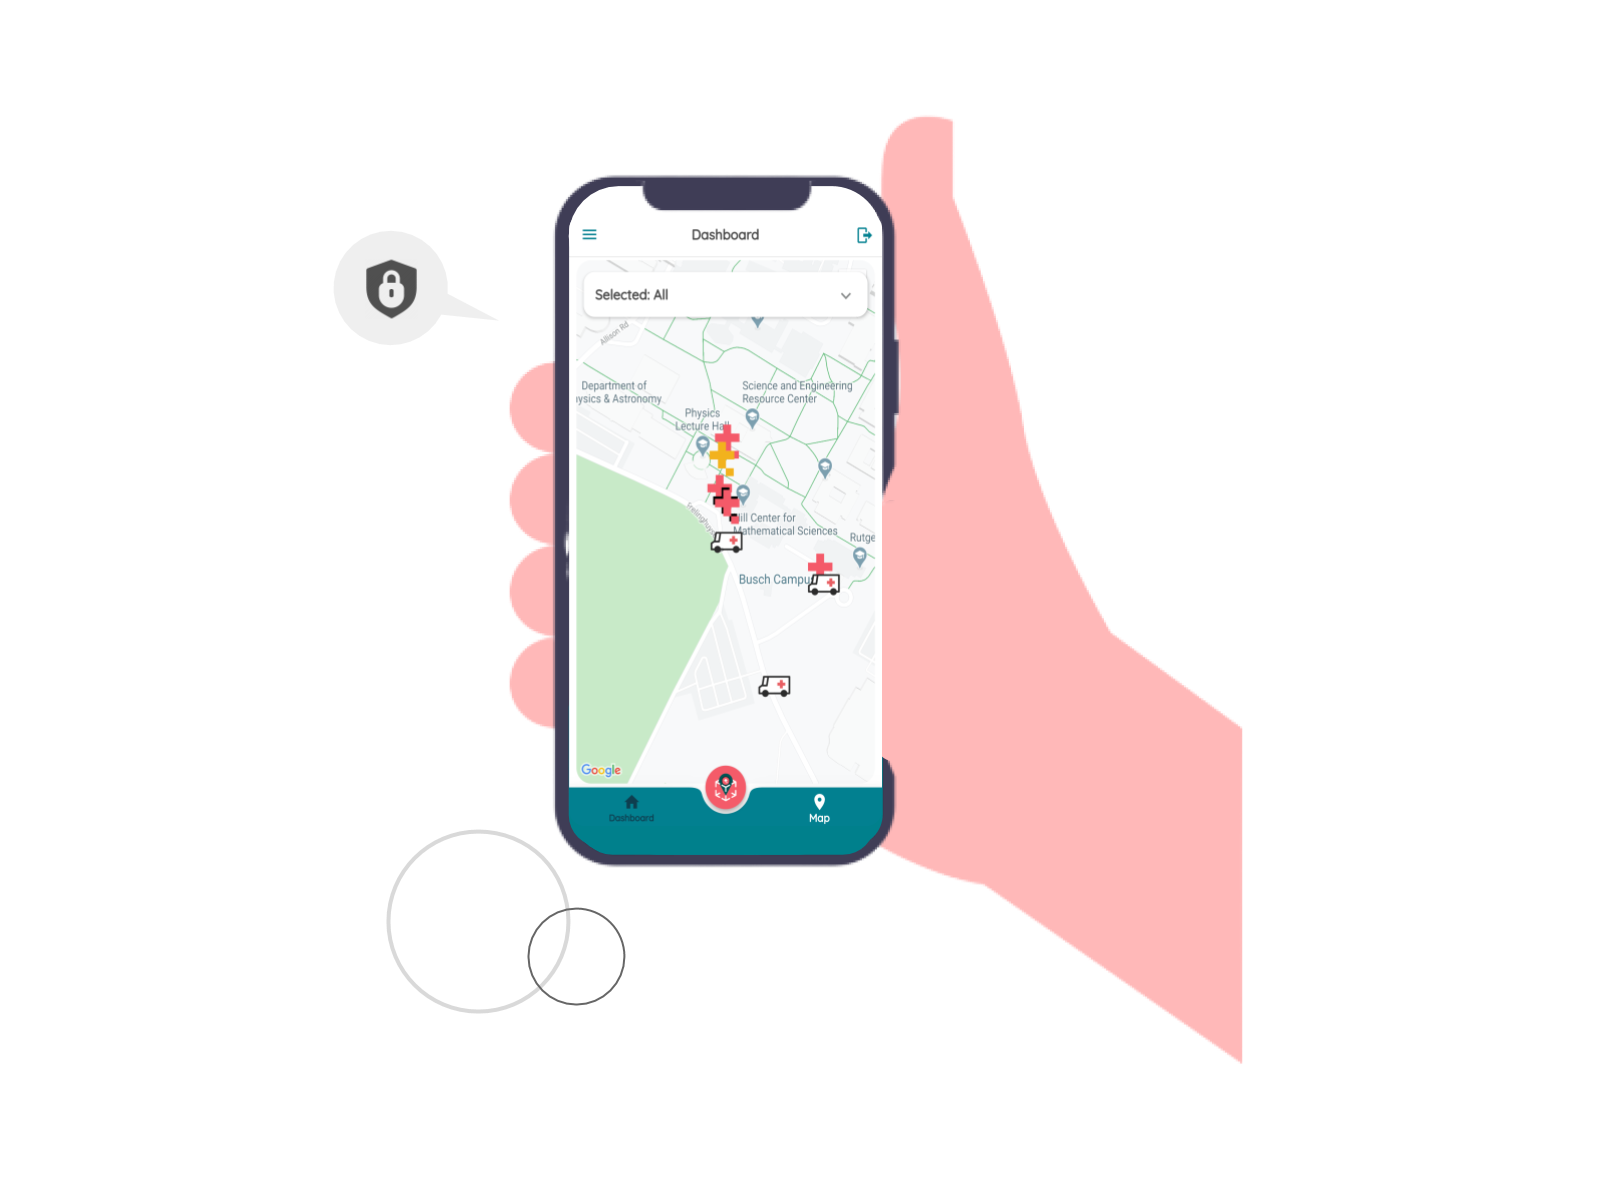 Dashboard
Selected: All
Allison Rd
Department of
ysics & Astronomy
Science and Engineering
Resource Center
Physics
Lecture Hall
Hill Center for
Mathematical Sciences
Rutge
Busch Campu
Google
Dashboard
Map